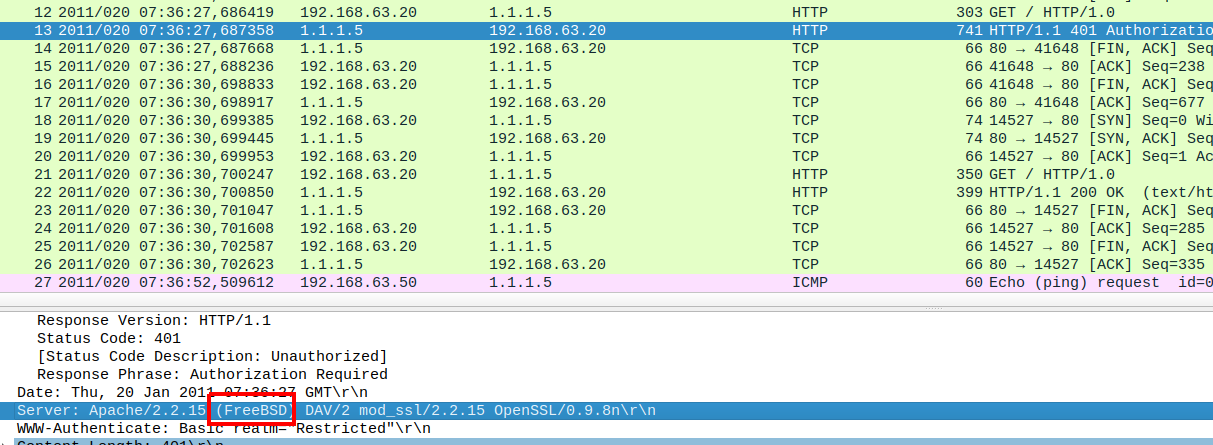 12 2011/020 07:36:27,686419 192.168.63.20 1.1.1.5 HTTP 303 GET / HTTP/1.0
13 2011/020 07:36:27,687358 1.1.1.5 192.168.63.20 HTTP 741 HTTP/1.1 401 Authorizatio
14 2011/020 07:36:27,687668 1.1.1.5 192.168.63.20 TCP 66 80 → 41648 [FIN, ACK] Seq
15 2011/020 07:36:27,688236 192.168.63.20 1.1.1.5 TCP 66 41648 → 80 [ACK] Seq=238
16 2011/020 07:36:30,698833 192.168.63.20 1.1.1.5 TCP 66 41648 → 80 [FIN, ACK] Seq
17 2011/020 07:36:30,698917 1.1.1.5 192.168.63.20 TCP 66 80 → 41648 [ACK] Seq=677
18 2011/020 07:36:30,699385 192.168.63.20 1.1.1.5 TCP 74 14527 → 80 [SYN] Seq=0 Wi
19 2011/020 07:36:30,699445 1.1.1.5 192.168.63.20 TCP 74 80 → 14527 [SYN, ACK] Seq
20 2011/020 07:36:30,699953 192.168.63.20 1.1.1.5 TCP 66 14527 → 80 [ACK] Seq=1 Ac
21 2011/020 07:36:30,700247 192.168.63.20 1.1.1.5 HTTP 350 GET / HTTP/1.0
22 2011/020 07:36:30,700850 1.1.1.5 192.168.63.20 HTTP 399 HTTP/1.1 200 OK (text/ht
23 2011/020 07:36:30,701047 1.1.1.5 192.168.63.20 TCP 66 80 → 14527 [FIN, ACK] Seq
24 2011/020 07:36:30,701608 192.168.63.20 1.1.1.5 TCP 66 14527 → 80 [ACK] Seq=285
25 2011/020 07:36:30,702587 192.168.63.20 1.1.1.5 TCP 66 14527 → 80 [FIN, ACK] Seq
26 2011/020 07:36:30,702623 1.1.1.5 192.168.63.20 TCP 66 80 → 14527 [ACK] Seq=335
27 2011/020 07:36:52,509612 192.168.63.50 1.1.1.5 ICMP 60 Echo (ping) request id=0
Response Version: HTTP/1.1
Status Code: 401
[Status Code Description: Unauthorized]
Response Phrase: Authorization Required
Date: Thu, 20 Jan 2011 07:36:27 GMT\r\n
Server: Apache/2.2.15 (FreeBSD) DAV/2 mod_ssl/2.2.15 OpenSSL/0.9.8n\r\n
WWW-Authenticate: Basic realm="Restricted"\r\n
Content-Length: 401\r\n